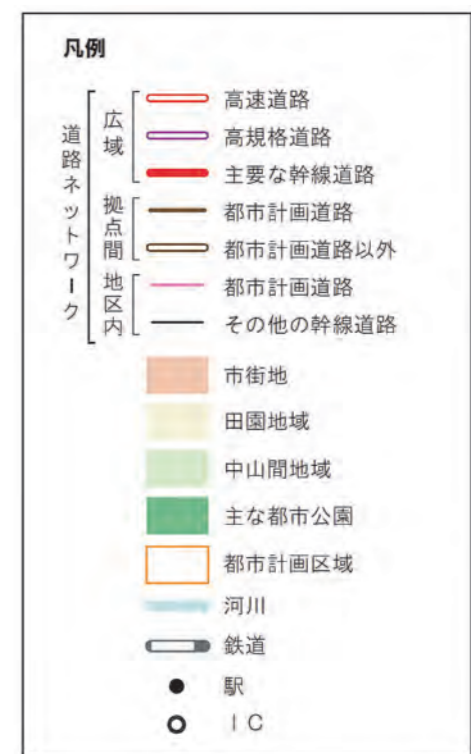 凡例
道路ネットワーク
広域
高速道路
高規格道路
主要な幹線道路
拠点間
都市計画道路
都市計画道路以外
地区内
都市計画道路
その他の幹線道路
市街地
田園地域
中山間地域
主な都市公園
都市計画区域
河川
鉄道
駅
IC